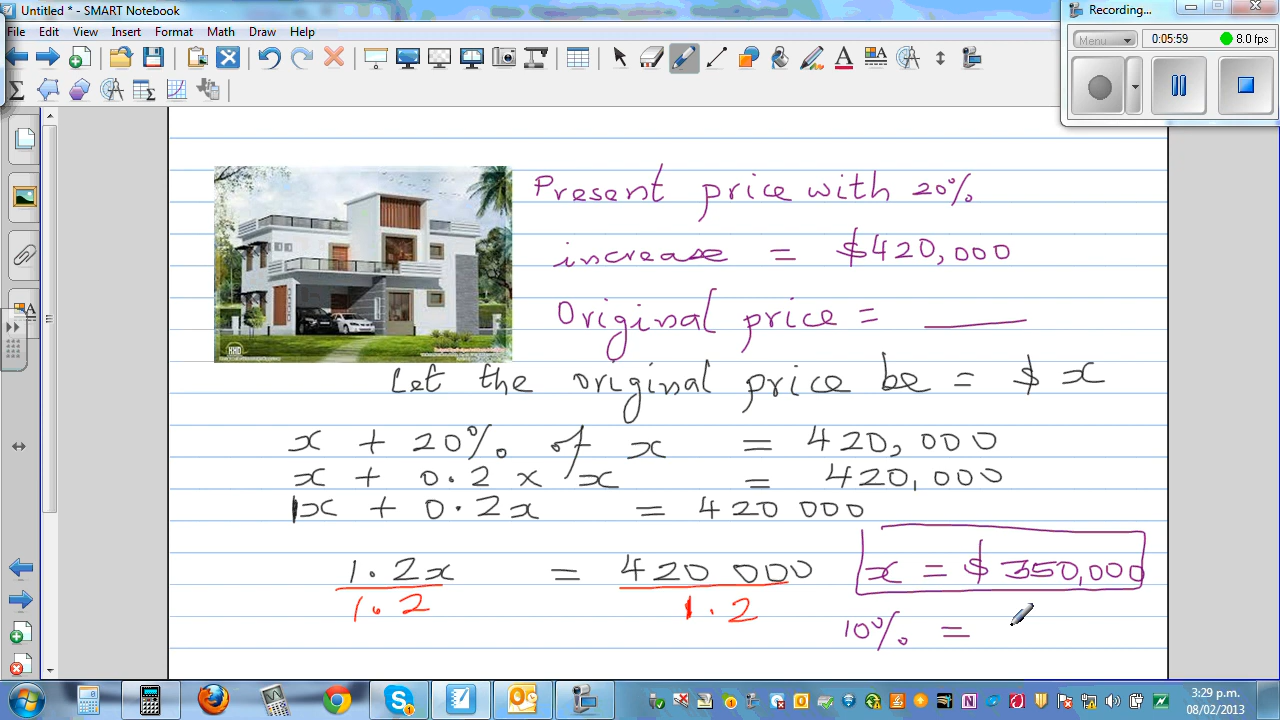 Untitled * - SMART Notebook
Recording...
File Edit View Insert Format Math Draw Help
Menu
0:05:59
8.0 fps
Present price with 20%
increase = $420,000
Original price = ____
Let the original price be = $ x
x + 20% of x = 420,000
x + 0.2 x x = 420,000
1x + 0.2x = 420 000
1.2x = 420 000
1.2 1.2
x = $ 350,000
10% =
3:29 p.m.
08/02/2013